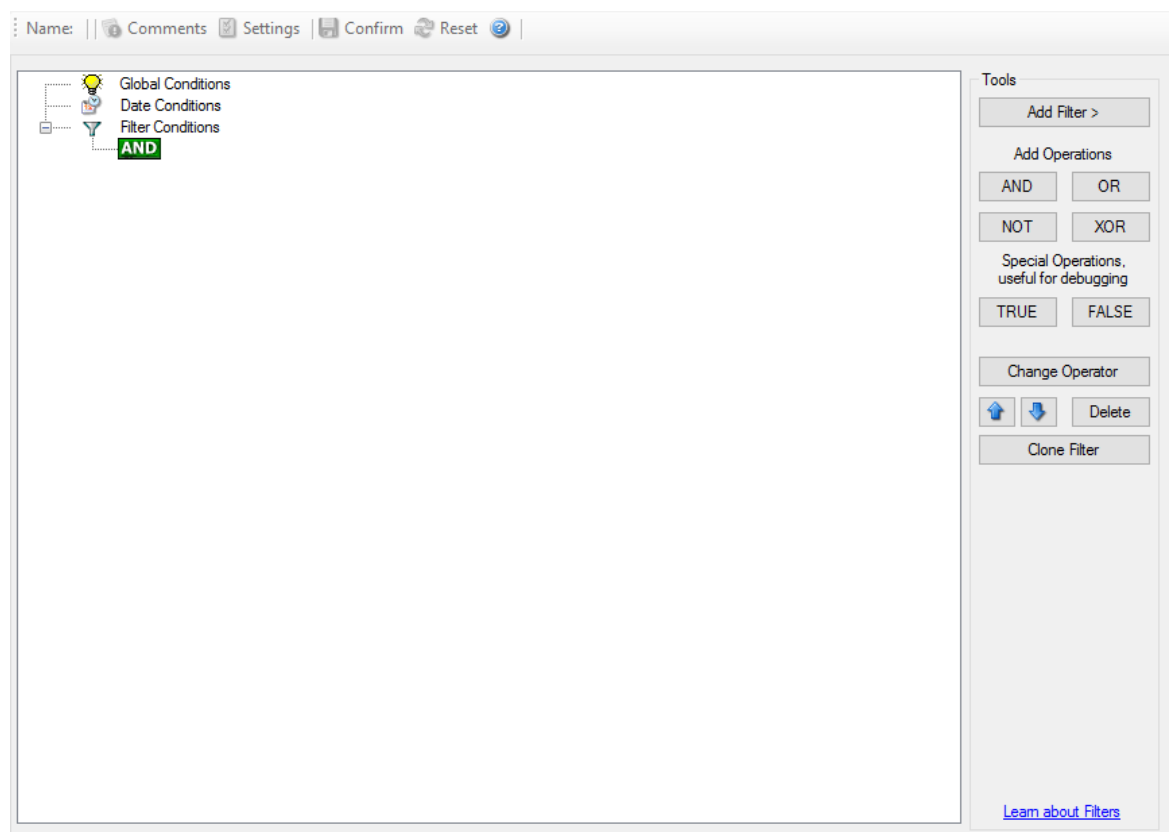 Name: Comments Settings Confirm Reset
Global Conditions
Date Conditions
Filter Conditions
AND
Tools
Add Filter >
Add Operations
AND OR
NOT XOR
Special Operations,
useful for debugging
TRUE FALSE
Change Operator
Delete
Clone Filter
Learn about Filters